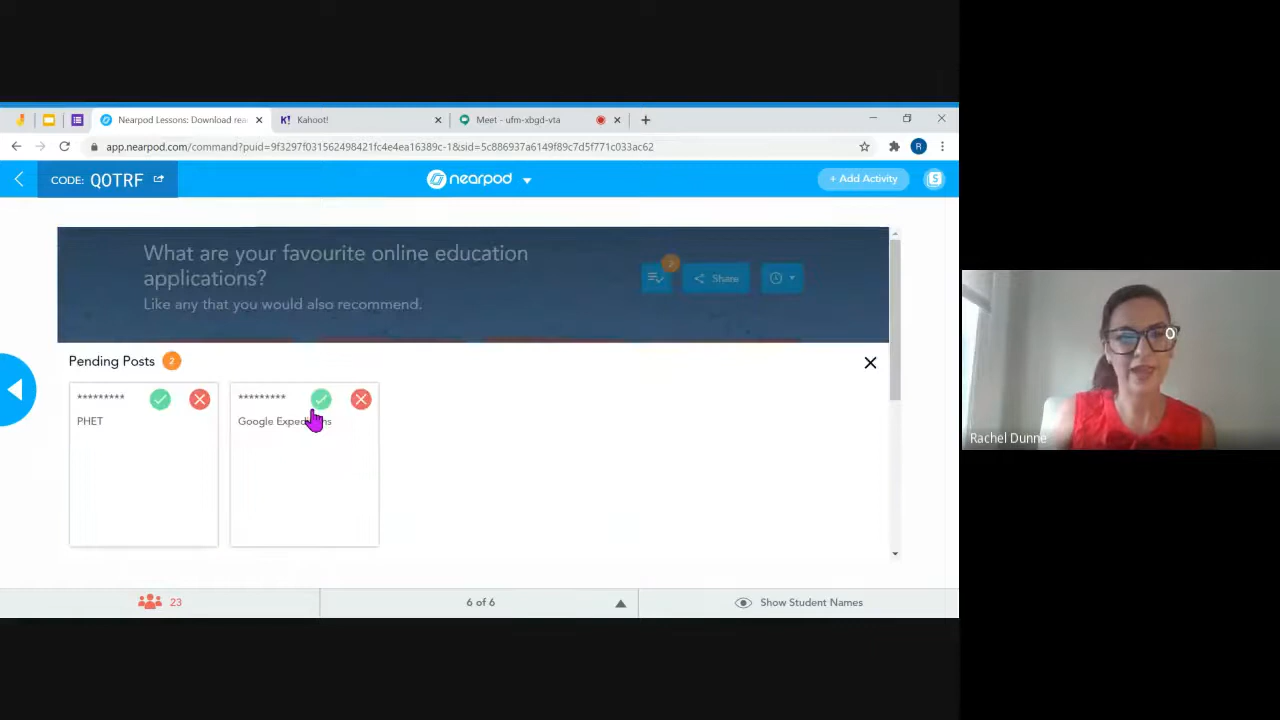 Nearpod Lessons: Download rea
Kahoot!
Meet - ufm-xbgd-vta
app.nearpod.com/command?puid=9f3297f031562498421fc4e4ea16389c-1&sid=5c886937a6149f89c7d5f771c033ac62
R
CODE: QOTRF
nearpod
+ Add Activity
S
What are your favourite online education
applications?
Like any that you would also recommend.
2
Share
Pending Posts 2
*********
PHET
*********
Google
23
6 of 6
Show Student Names
Rachel Dunne